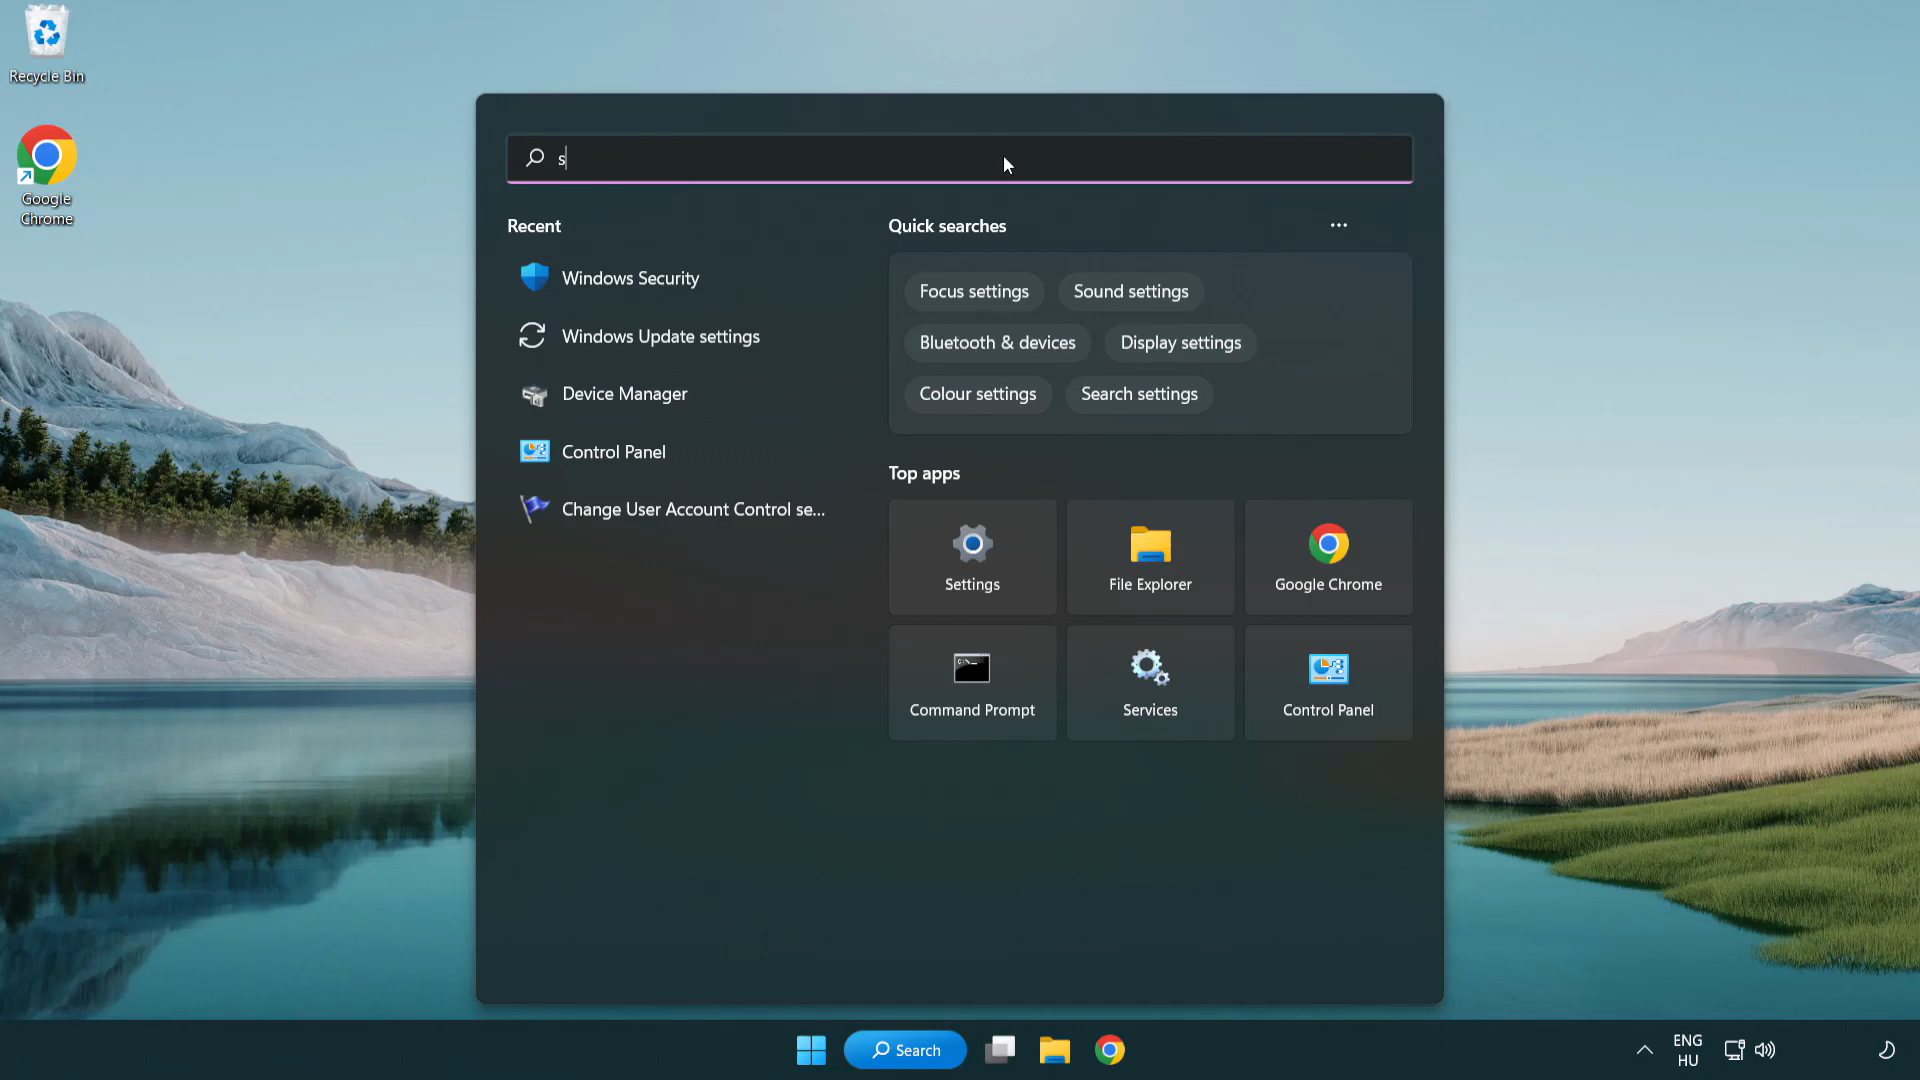 Recycle Bin
Google
Chrome
s
Recent
Quick searches
Windows Security
Windows Update settings
Device Manager
Control Panel
Change User Account Control se...
Focus settings
Sound settings
Bluetooth & devices
Display settings
Colour settings
Search settings
Top apps
Settings
File Explorer
Google Chrome
Command Prompt
Services
Control Panel
Search
ENG
HU